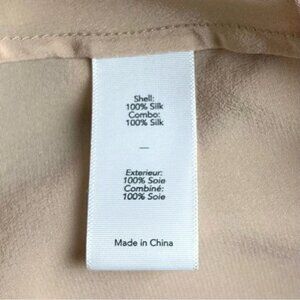 Shell:
100% Silk
Combo:
100% Silk
—
Exterieur:
100% Soie
Combiné:
100% Soie
Made in China